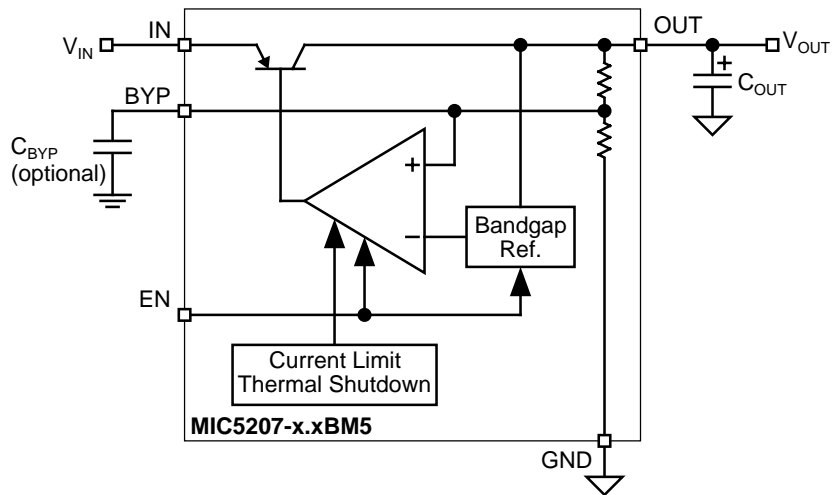 IN
OUT
V_IN
V_OUT
C_OUT
+
BYP
C_BYP
(optional)
+
−
Bandgap
Ref.
EN
Current Limit
Thermal Shutdown
MIC5207-x.xBM5
GND